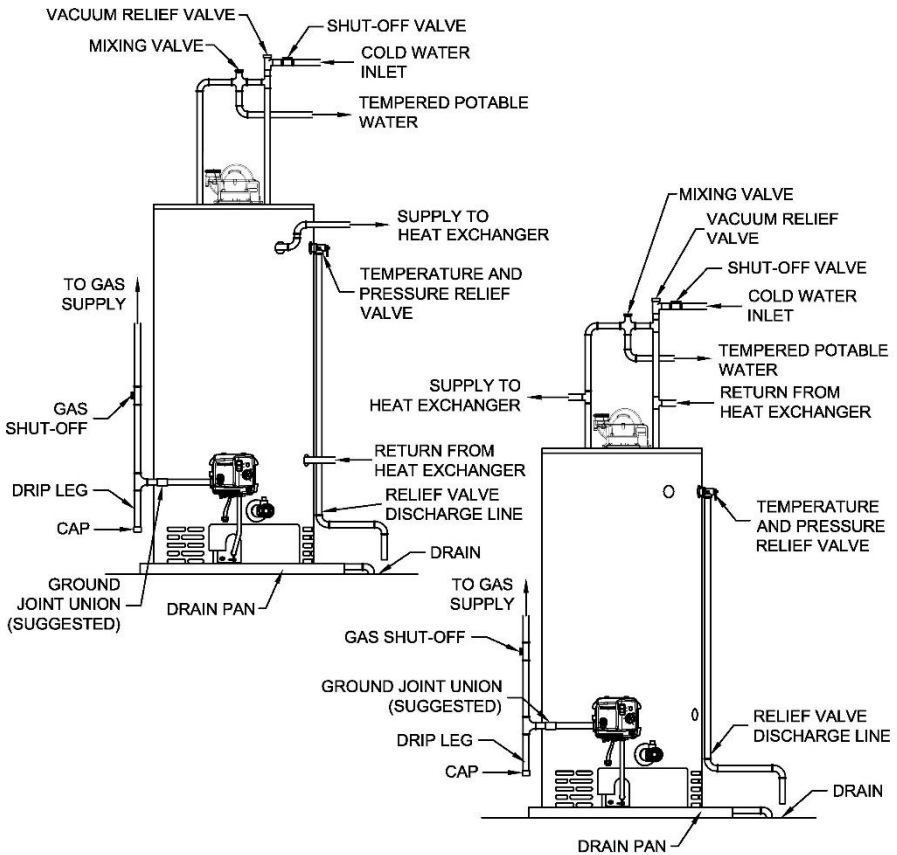 VACUUM RELIEF VALVE
SHUT-OFF VALVE
MIXING VALVE
COLD WATER
INLET
TEMPERED POTABLE
WATER
SUPPLY TO
HEAT EXCHANGER
TO GAS
SUPPLY
TEMPERATURE AND
PRESSURE RELIEF
VALVE
GAS
SHUT-OFF
RETURN FROM
HEAT EXCHANGER
DRIP LEG
RELIEF VALVE
DISCHARGE LINE
CAP
DRAIN
GROUND
JOINT UNION
(SUGGESTED)
DRAIN PAN
MIXING VALVE
VACUUM RELIEF
VALVE
SHUT-OFF VALVE
COLD WATER
INLET
TEMPERED POTABLE
WATER
SUPPLY TO
HEAT EXCHANGER
RETURN FROM
HEAT EXCHANGER
TEMPERATURE
AND PRESSURE
RELIEF VALVE
TO GAS
SUPPLY
GAS SHUT-OFF
GROUND JOINT UNION
(SUGGESTED)
DRIP LEG
RELIEF VALVE
DISCHARGE LINE
CAP
DRAIN
DRAIN PAN